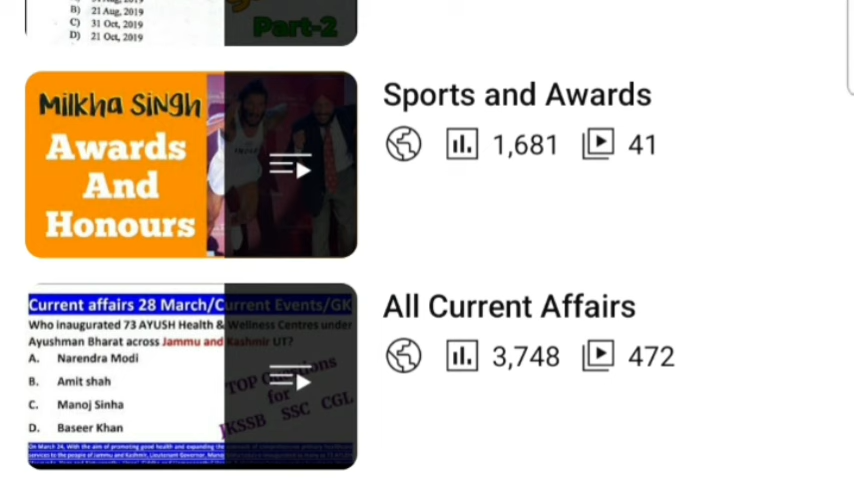 B) 21 Aug, 2019
C) 31 Oct, 2019
D) 21 Oct, 2019
Part-2
Milkha Singh
Awards
And
Honours
Sports and Awards
1,681 41
Current affairs 28 March/Current Events/GK
Who inaugurated 73 AYUSH Health & Wellness Centres under
Ayushman Bharat across Jammu and Kashmir UT?
A. Narendra Modi
B. Amit shah
C. Manoj Sinha
D. Baseer Khan
TOP Questions
for
JKSSB SSC CGL
All Current Affairs
3,748 472